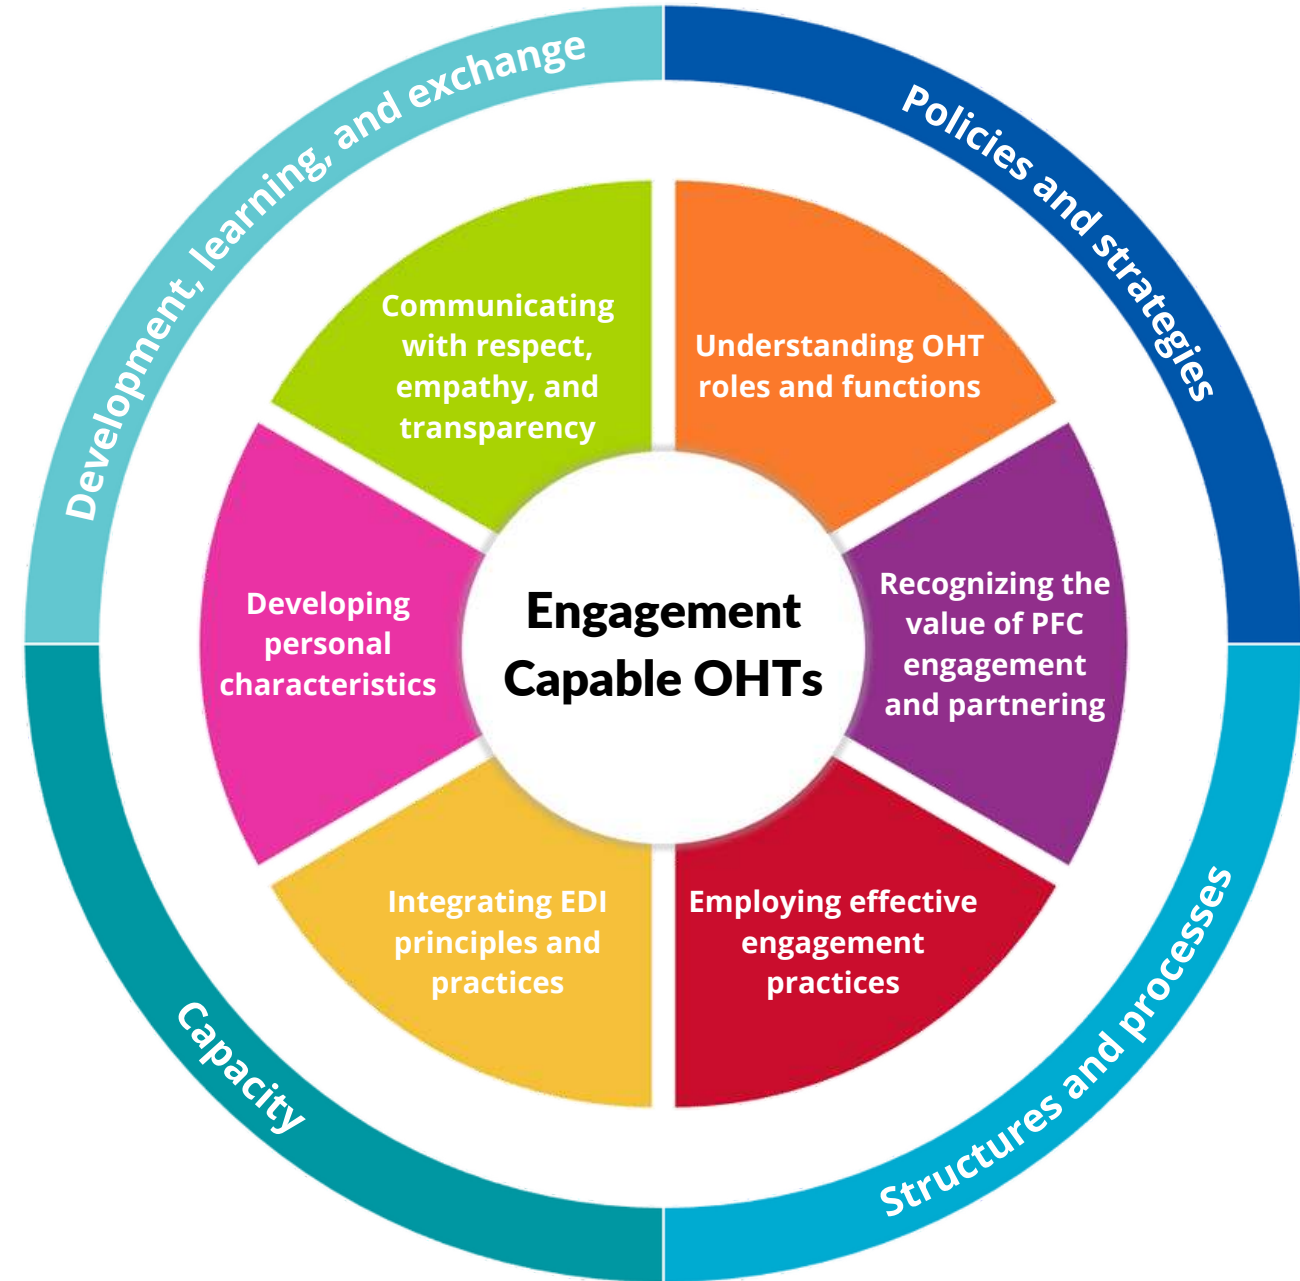 Development, learning, and exchange
Policies and strategies
Communicating
with respect,
empathy, and
transparency
Understanding OHT
roles and functions
Developing
personal
characteristics
Engagement
Capable OHTs
Recognizing the
value of PFC
engagement
and partnering
Integrating EDI
principles and
practices
Employing effective
engagement
practices
Capacity
Structures and processes